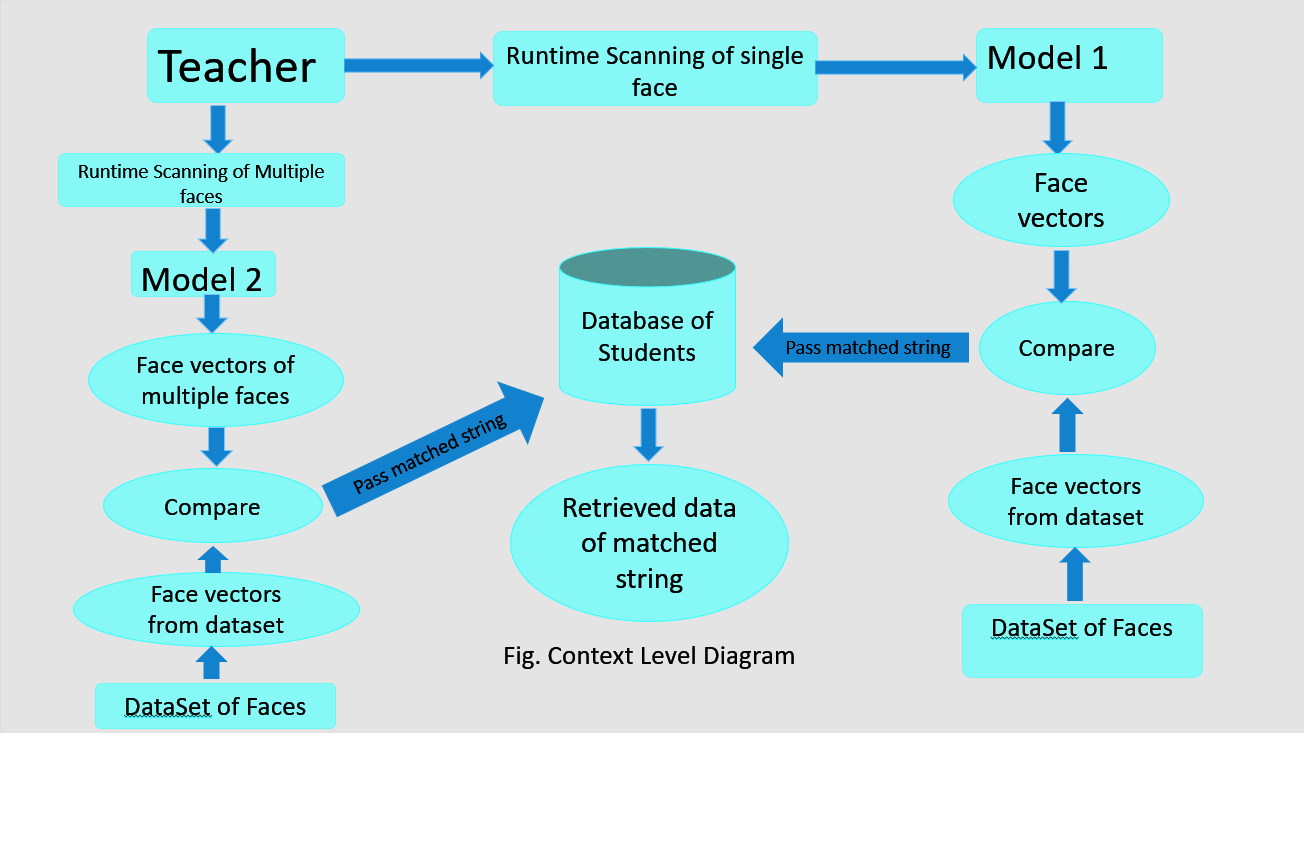 Teacher
Runtime Scanning of single
face
Model 1
Runtime Scanning of Multiple
faces
Model 2
Face vectors of
multiple faces
Compare
Face vectors
from dataset
DataSet of Faces
Pass matched string
Database of
Students
Retrieved data
of matched
string
Fig. Context Level Diagram
Face
vectors
Compare
Pass matched string
Face vectors
from dataset
DataSet of Faces